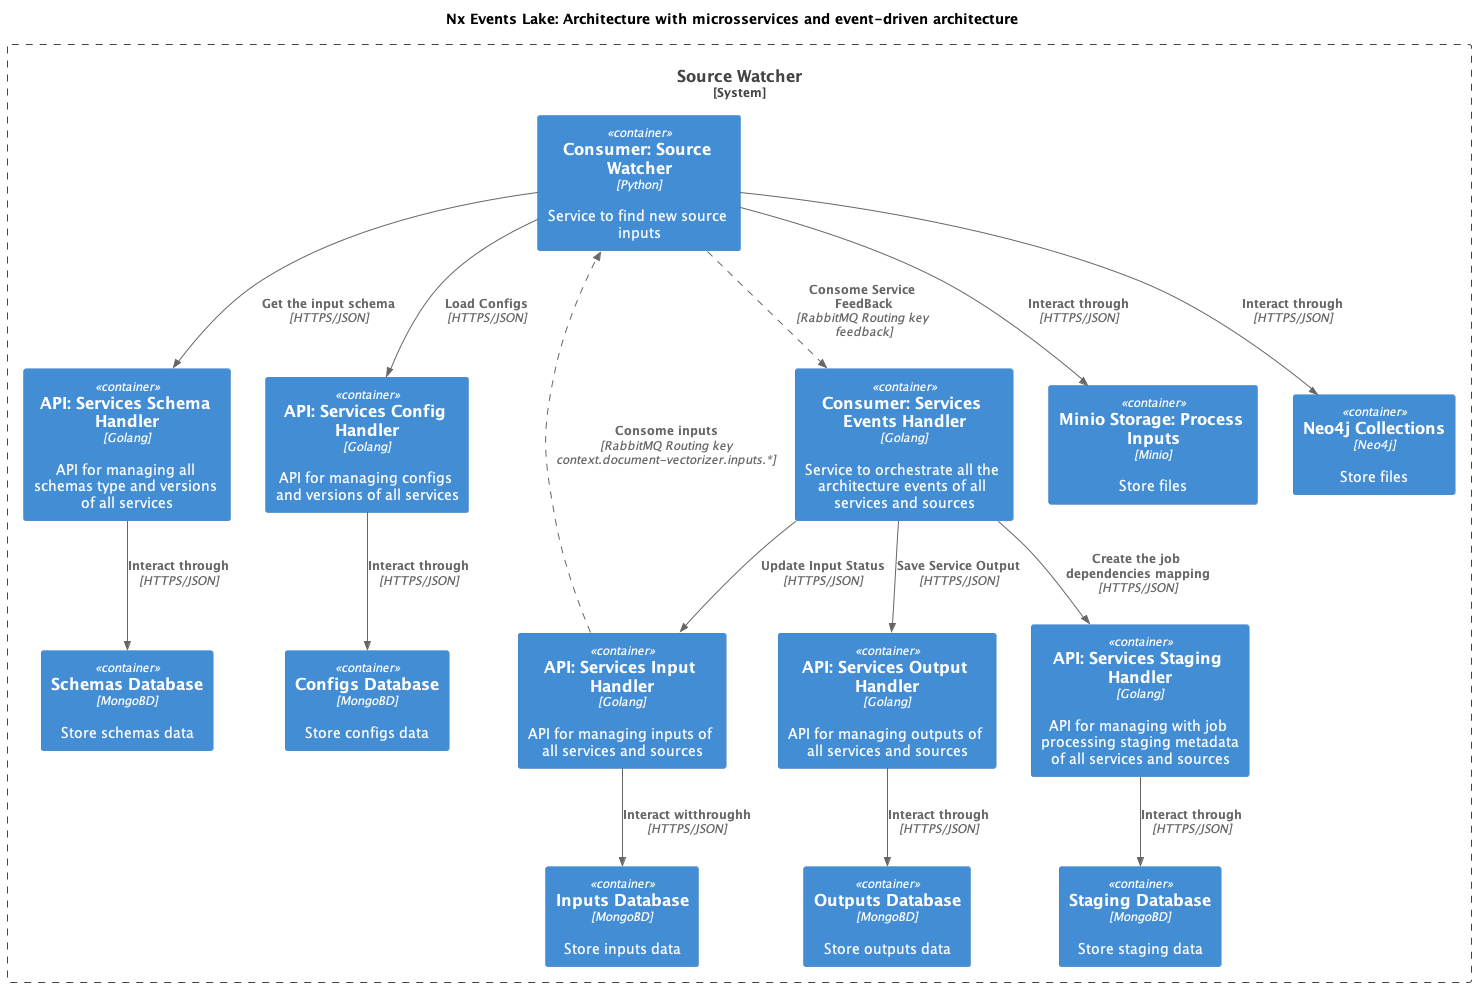 Nx Events Lake: Architecture with microsservices and event-driven architecture
Source Watcher
[System]
«container»
Consumer: Source
Watcher
[Python]
Service to find new source
inputs
Get the input schema
[HTTPS/JSON]
Load Configs
[HTTPS/JSON]
Consome Service
FeedBack
[RabbitMQ Routing key
feedback]
Interact through
[HTTPS/JSON]
Interact through
[HTTPS/JSON]
«container»
API: Services Schema
Handler
[Golang]
API for managing all
schemas type and versions
of all services
«container»
API: Services Config
Handler
[Golang]
API for managing configs
and versions of all services
Consome inputs
[RabbitMQ Routing key
context.document-vectorizer.inputs.*]
«container»
Consumer: Services
Events Handler
[Golang]
Service to orchestrate all the
architecture events of all
services and sources
«container»
Minio Storage: Process
Inputs
[Minio]
Store files
«container»
Neo4j Collections
[Neo4j]
Store files
Interact through
[HTTPS/JSON]
Interact through
[HTTPS/JSON]
Update Input Status
[HTTPS/JSON]
Save Service Output
[HTTPS/JSON]
Create the job
dependencies mapping
[HTTPS/JSON]
«container»
Schemas Database
[MongoBD]
Store schemas data
«container»
Configs Database
[MongoBD]
Store configs data
«container»
API: Services Input
Handler
[Golang]
API for managing inputs of
all services and sources
«container»
API: Services Output
Handler
[Golang]
API for managing outputs of
all services and sources
«container»
API: Services Staging
Handler
[Golang]
API for managing with job
processing staging metadata
of all services and sources
Interact witthroughh
[HTTPS/JSON]
Interact through
[HTTPS/JSON]
Interact through
[HTTPS/JSON]
«container»
Inputs Database
[MongoBD]
Store inputs data
«container»
Outputs Database
[MongoBD]
Store outputs data
«container»
Staging Database
[MongoBD]
Store staging data